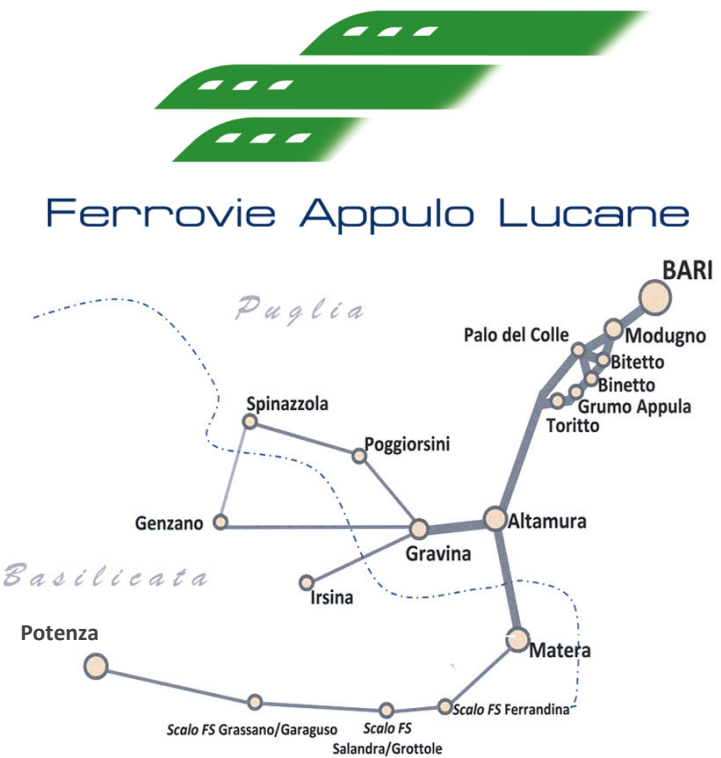 Ferrovie Appulo Lucane
BARI
Puglia
Palo del Colle
Modugno
Bitetto
Binetto
Grumo Appula
Toritto
Spinazzola
Poggiorsini
Genzano
Altamura
Gravina
Basilicata
Irsina
Potenza
Matera
Scalo FS Ferrandina
Scalo FS Grassano/Garaguso
Scalo FS
Salandra/Grottole